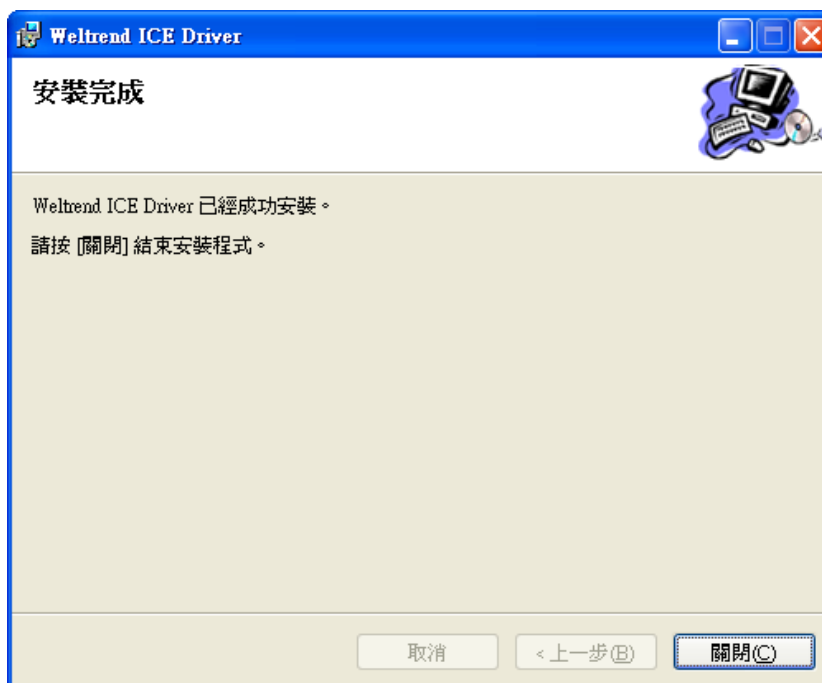 Weltrend ICE Driver
安裝完成
Weltrend ICE Driver 已經成功安裝。
請按 [關閉] 結束安裝程式。
取消
<上一步(B)
關閉(C)